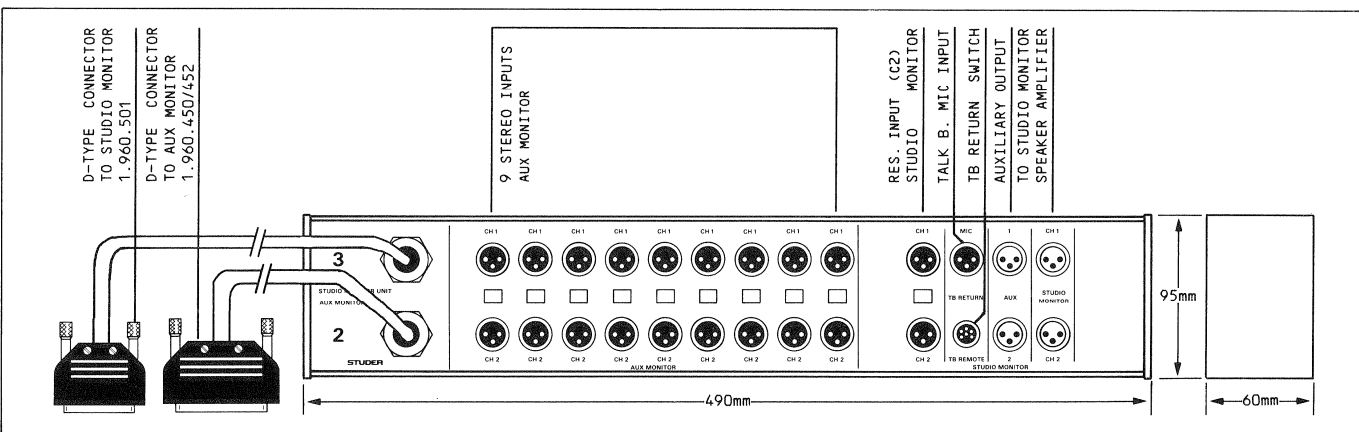 D-TYPE CONNECTOR
TO STUDIO MONITOR
1.960.501
D-TYPE CONNECTOR
TO AUX MONITOR
1.960.450/452
9 STEREO INPUTS
AUX MONITOR
RES. INPUT (C2)
STUDIO MONITOR
TALK B. MIC INPUT
TB RETURN SWITCH
AUXILIARY OUTPUT
TO STUDIO MONITOR
SPEAKER AMPLIFIER
CH 1 CH 1 CH 1 CH 1 CH 1 CH 1 CH 1 CH 1 CH 1 CH 1 MIC 1 CH 1
3
STUDIO UNIT
AUX MONITOR
TB RETURN AUX STUDIO
MONITOR
2
STUDER
CH 2 CH 2 CH 2 CH 2 CH 2 CH 2 CH 2 CH 2 CH 2 CH 2 TB REMOTE 2 CH 2
AUX MONITOR STUDIO MONITOR
95mm
490mm
60mm